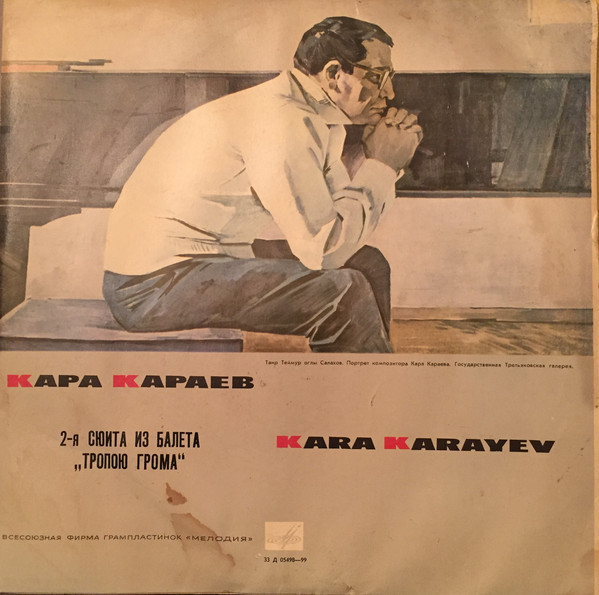 Таир Теймур оглы Салахов. Портрет композитора Кара Караева. Государственная Третьяковская галерея.
КАРА КАРАЕВ
2-я СЮИТА ИЗ БАЛЕТА
„ТРОПОЮ ГРОМА“
KARA KARAYEV
ВСЕСОЮЗНАЯ ФИРМА ГРАМПЛАСТИНОК «МЕЛОДИЯ»
33 Д 05498—99